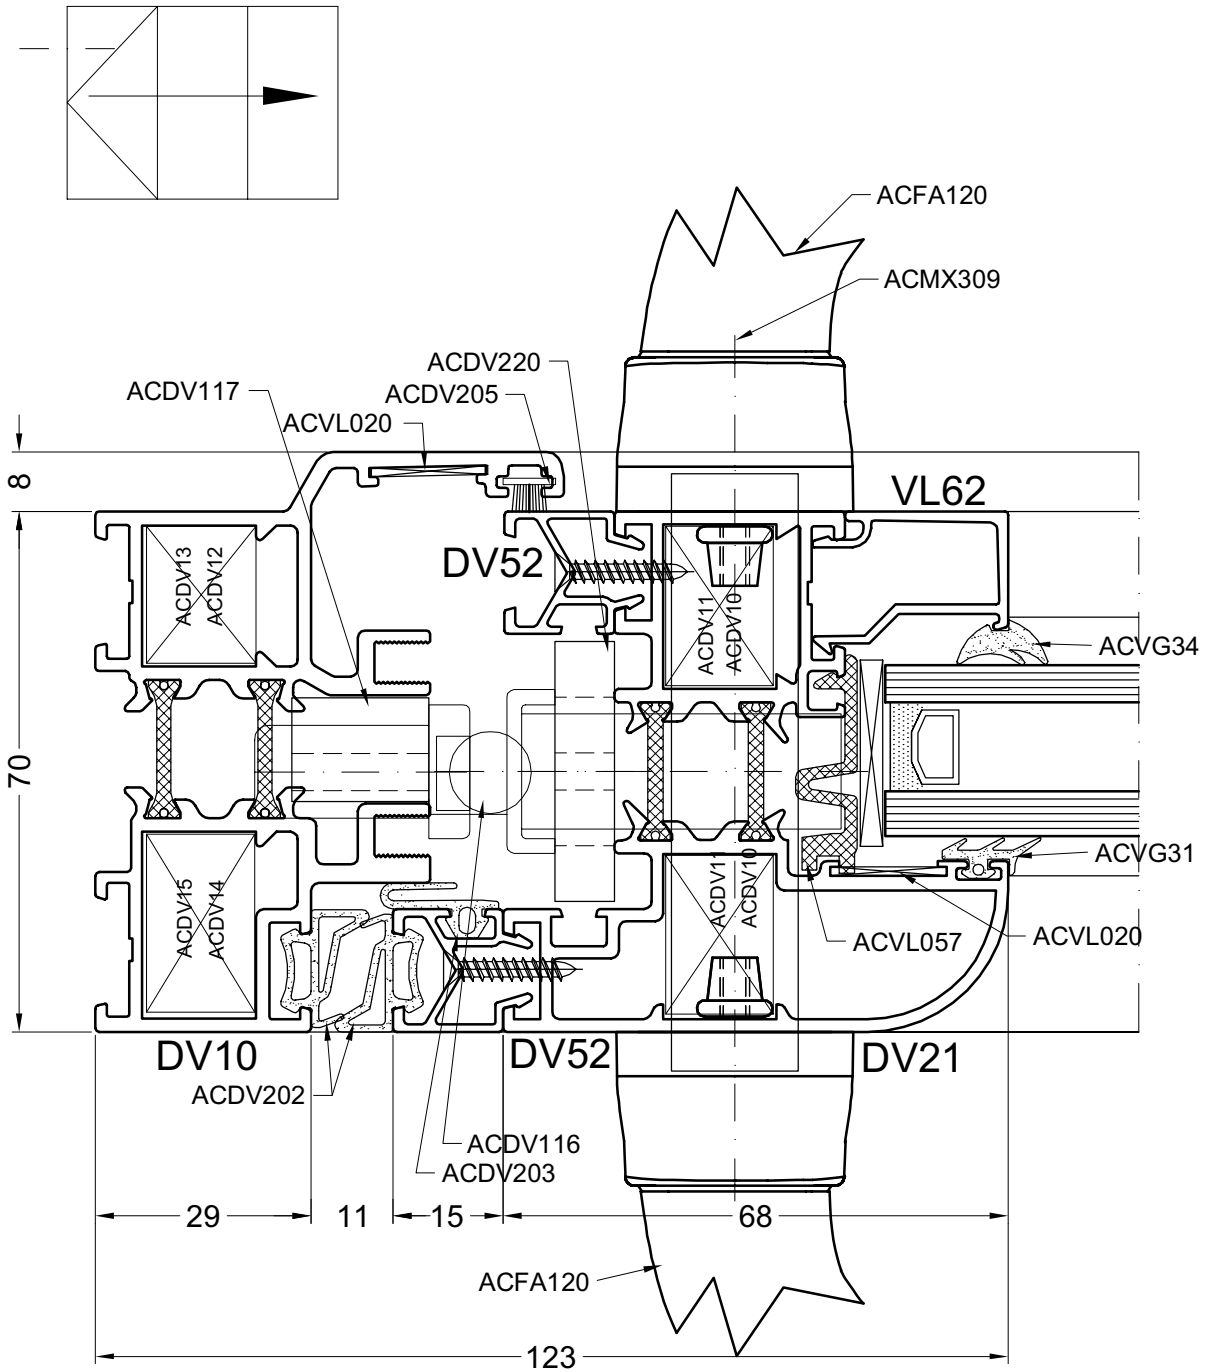 ACFA120
ACMX309
ACDV220
ACDV205
ACDV117
ACVL020
8
VL62
DV52
ACDV13
ACDV12
ACDV11
ACDV10
ACVG34
70
ACVG31
ACDV15
ACDV14
ACDV11
ACDV10
ACVL057
ACVL020
DV10
DV52
DV21
ACDV202
ACDV116
ACDV203
29
11
15
68
ACFA120
123